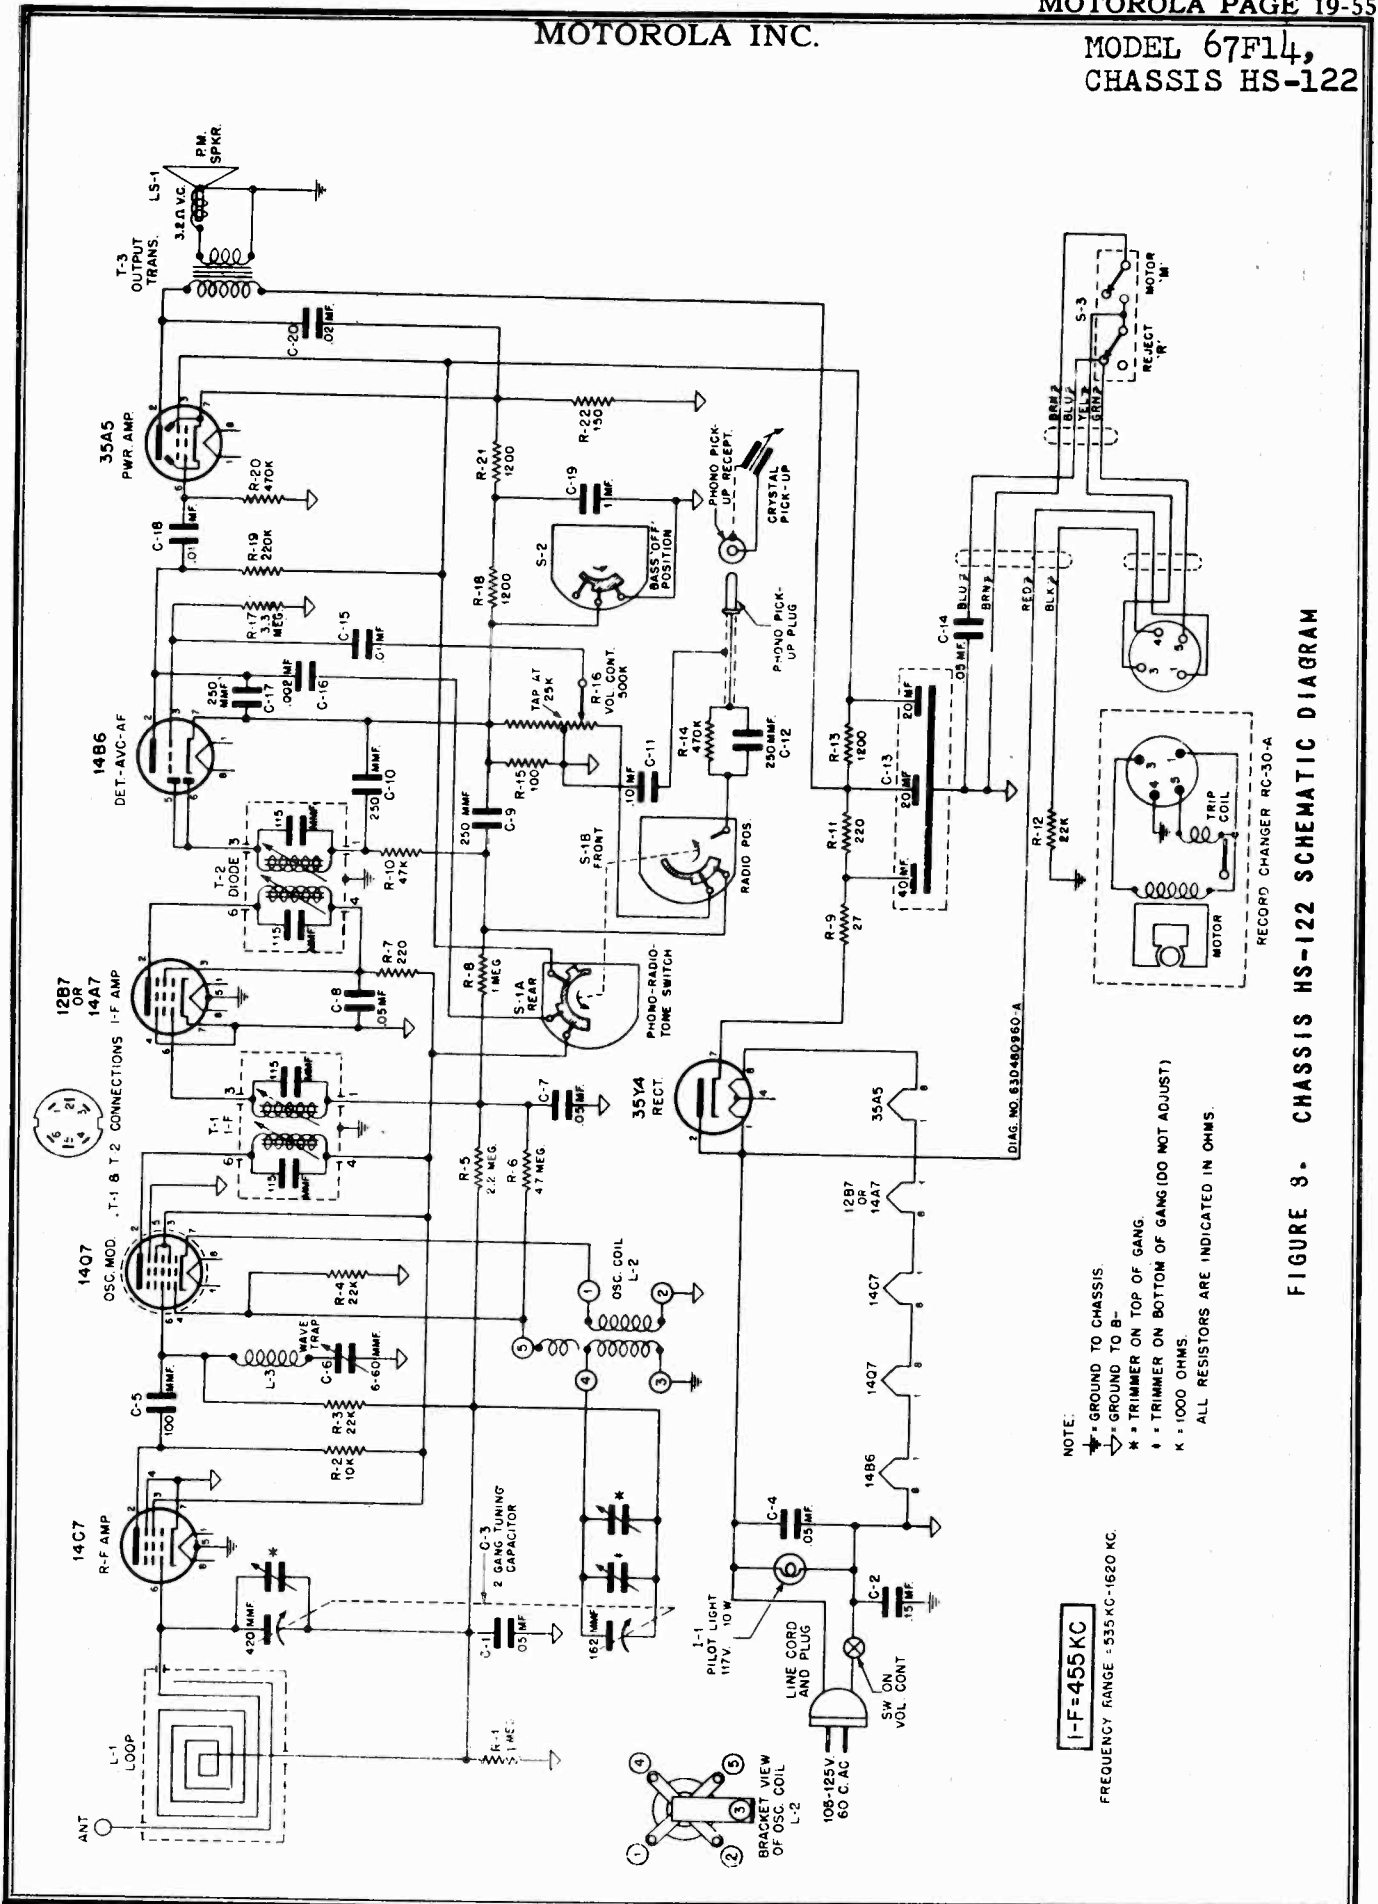 MOTOROLA PAGE 19-55
MOTOROLA INC.
MODEL 67F14,
CHASSIS HS-122
ANT
L-1
LOOP
14C7
R-F AMP
420 MMF.
*
R-1
C-1
.05 MF
C-3
2 GANG TUNING
CAPACITOR
162 MMF
*
R-2
10K
R-3
22K
C-5
100 MMF.
L-3
WAVE
TRAP
C-6
6-60 MMF.
14Q7
OSC. MOD.
R-4
22K
OSC. COIL
L-2
T-1 & T-2 CONNECTIONS
T-1
I-F
115 MMF
115 MMF
R-5
2.2 MEG.
R-6
4.7 MEG.
C-7
.05 MF.
12B7
OR
14A7
I-F AMP
C-8
.05 MF
R-7
220
R-8
1 MEG
T-2
DIODE
115 MMF
115 MMF
R-10
47K
250 MMF.
C-10
250 MMF
C-9
14B6
DET.-AVC-AF
250 MMF
C-17
.002 MF
C-16
R-17
3.3 MEG.
C-15
R-19
220K
C-18
.01 MF.
35A5
PWR. AMP.
R-20
470K
C-20
.02 MF.
T-3
OUTPUT
TRANS.
3.2 Ω V.C.
LS-1
P.M.
SPKR.
R-21
1200
R-22
150
R-18
1200
C-19
.1 MF.
S-2
BASS 'OFF'
POSITION
TAP AT
25K
R-16
VOL. CONT.
500K
R-15
100
.10 MF
C-11
R-14
470K
250 MMF.
C-12
PHONO PICK-
UP PLUG
PHONO PICK-
UP RECEPT.
CRYSTAL
PICK-UP
S-1A
REAR
PHONO-RADIO-
TONE SWITCH
S-1B
FRONT
RADIO POS.
35Y4
RECT.
R-9
27
R-11
220
R-13
1200
40 MF.
C-13
20 MF.
20 MF
C-14
.05 MF.
BLU
BRN
RED
BLK
BRN
BLU
YEL
GRN
S-3
REJECT
'R'
MOTOR
'M'
R-12
22K
MOTOR
TRIP
COIL
RECORD CHANGER RC-30-A
DIAG. NO. 63D480960-A
BRACKET VIEW
OF OSC. COIL
L-2
105-125V.
60 C. AC
LINE CORD
AND PLUG
SW ON
VOL. CONT
I-1
PILOT LIGHT
117V. 10W
C-2
.15 MF.
C-4
.05 MF.
14B6
14Q7
14C7
12B7
OR
14A7
35A5
I-F=455KC
FREQUENCY RANGE = 535 KC-1620 KC.
NOTE:
= GROUND TO CHASSIS.
= GROUND TO B-
* = TRIMMER ON TOP OF GANG.
= TRIMMER ON BOTTOM OF GANG (DO NOT ADJUST)
K = 1000 OHMS.
ALL RESISTORS ARE INDICATED IN OHMS.
FIGURE 3. CHASSIS HS-122 SCHEMATIC DIAGRAM